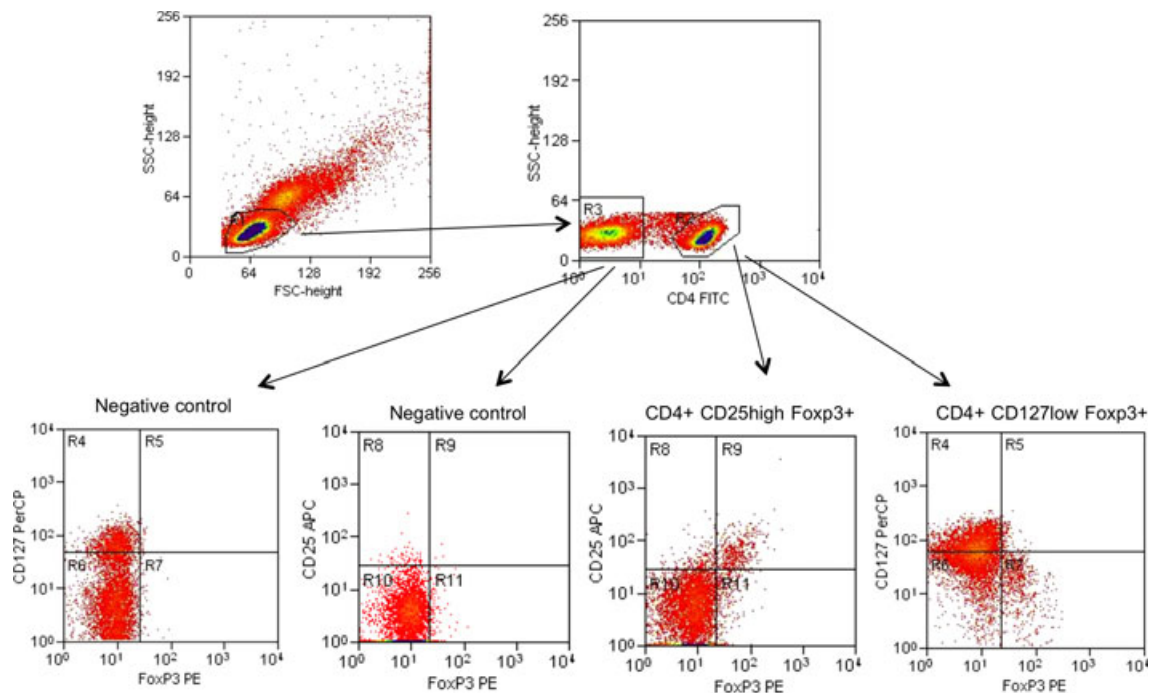 256
192
128
64
0
SSC-height
0 64 128 192 256
FSC-height
256
192
128
64
0
SSC-height
R3
10⁰ 10¹ 10² 10³ 10⁴
CD4 FITC
Negative control
10⁴
10³
10²
10¹
10⁰
CD127 PerCP
R4 R5
R6 R7
10⁰ 10¹ 10² 10³ 10⁴
FoxP3 PE
Negative control
10⁴
10³
10²
10¹
10⁰
CD25 APC
R8 R9
R10 R11
10⁰ 10¹ 10² 10³ 10⁴
FoxP3 PE
CD4+ CD25high Foxp3+
10⁴
10³
10²
10¹
10⁰
CD25 APC
R8 R9
R10 R11
10⁰ 10¹ 10² 10³ 10⁴
FoxP3 PE
CD4+ CD127low Foxp3+
10⁴
10³
10²
10¹
10⁰
CD127 PerCP
R4 R5
R6 R7
10⁰ 10¹ 10² 10³ 10⁴
FoxP3 PE